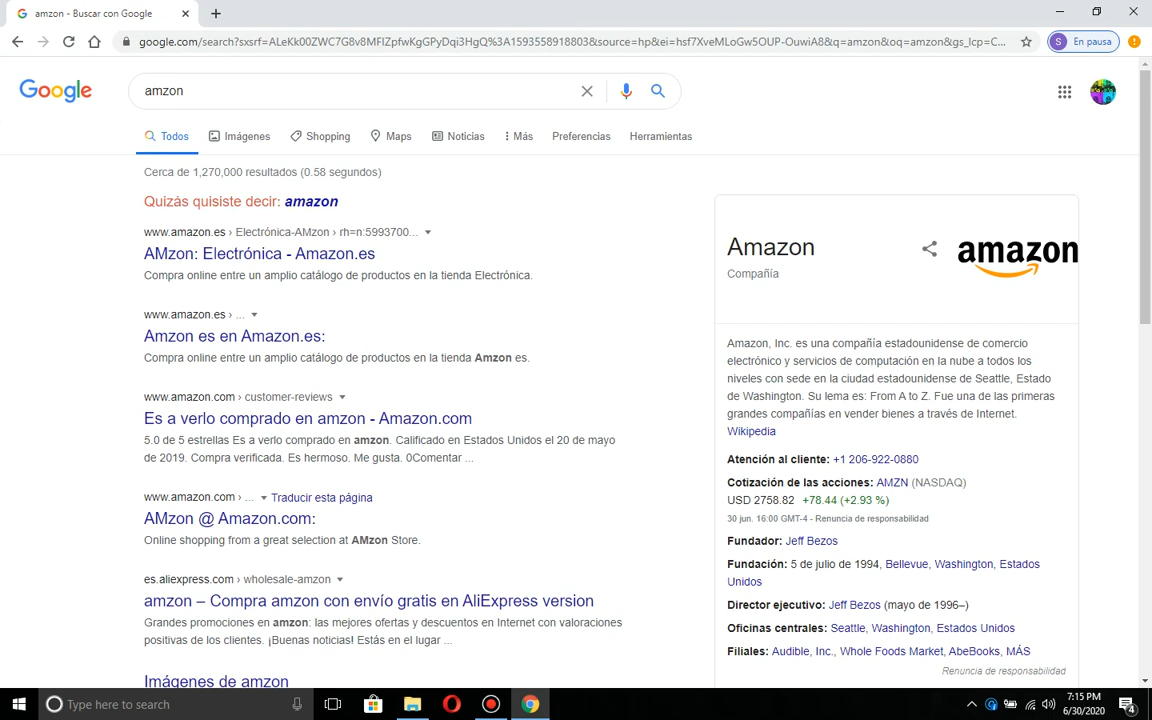 amzon - Buscar con Google
google.com/search?sxsrf=ALeKk00ZWC7G8v8MFIZpfwKgGPyDqi3HgQ%3A1593558918803&source=hp&ei=hsf7XveMLoGw5OUP-OuwiA8&q=amzon&oq=amzon&gs_lcp=C...
S En pausa
Google
amzon
Todos Imágenes Shopping Maps Noticias Más Preferencias Herramientas
Cerca de 1,270,000 resultados (0.58 segundos)
Quizás quisiste decir: amazon
www.amazon.es › Electrónica-AMzon › rh=n:5993700...
AMzon: Electrónica - Amazon.es
Compra online entre un amplio catálogo de productos en la tienda Electrónica.
www.amazon.es › ...
Amzon es en Amazon.es:
Compra online entre un amplio catálogo de productos en la tienda Amzon es.
www.amazon.com › customer-reviews
Es a verlo comprado en amzon - Amazon.com
5.0 de 5 estrellas Es a verlo comprado en amzon. Calificado en Estados Unidos el 20 de mayo
de 2019. Compra verificada. Es hermoso. Me gusta. 0Comentar ...
www.amazon.com › ... Traducir esta página
AMzon @ Amazon.com:
Online shopping from a great selection at AMzon Store.
es.aliexpress.com › wholesale-amzon
amzon – Compra amzon con envío gratis en AliExpress version
Grandes promociones en amzon: las mejores ofertas y descuentos en Internet con valoraciones
positivas de los clientes. ¡Buenas noticias! Estás en el lugar ...
Imágenes de amzon
Amazon
Compañía
amazon
Amazon, Inc. es una compañía estadounidense de comercio
electrónico y servicios de computación en la nube a todos los
niveles con sede en la ciudad estadounidense de Seattle, Estado
de Washington. Su lema es: From A to Z. Fue una de las primeras
grandes compañías en vender bienes a través de Internet.
Wikipedia
Atención al cliente: +1 206-922-0880
Cotización de las acciones: AMZN (NASDAQ)
USD 2758.82 +78.44 (+2.93 %)
30 jun. 16:00 GMT-4 - Renuncia de responsabilidad
Fundador: Jeff Bezos
Fundación: 5 de julio de 1994, Bellevue, Washington, Estados
Unidos
Director ejecutivo: Jeff Bezos (mayo de 1996–)
Oficinas centrales: Seattle, Washington, Estados Unidos
Filiales: Audible, Inc., Whole Foods Market, AbeBooks, MÁS
Renuncia de responsabilidad
Type here to search
7:15 PM
6/30/2020
4